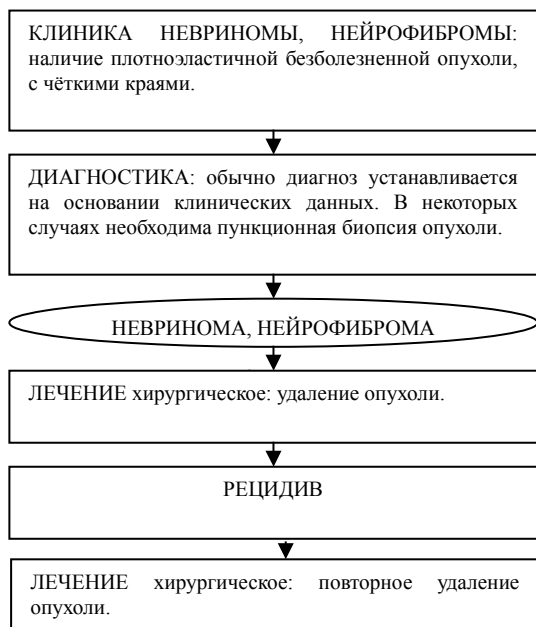 КЛИНИКА НЕВРИНОМЫ, НЕЙРОФИБРОМЫ:
наличие плотноэластичной безболезненной опухоли,
с чёткими краями.
ДИАГНОСТИКА: обычно диагноз устанавливается
на основании клинических данных. В некоторых
случаях необходима пункционная биопсия опухоли.
НЕВРИНОМА, НЕЙРОФИБРОМА
ЛЕЧЕНИЕ хирургическое: удаление опухоли.
РЕЦИДИВ
ЛЕЧЕНИЕ хирургическое: повторное удаление
опухоли.